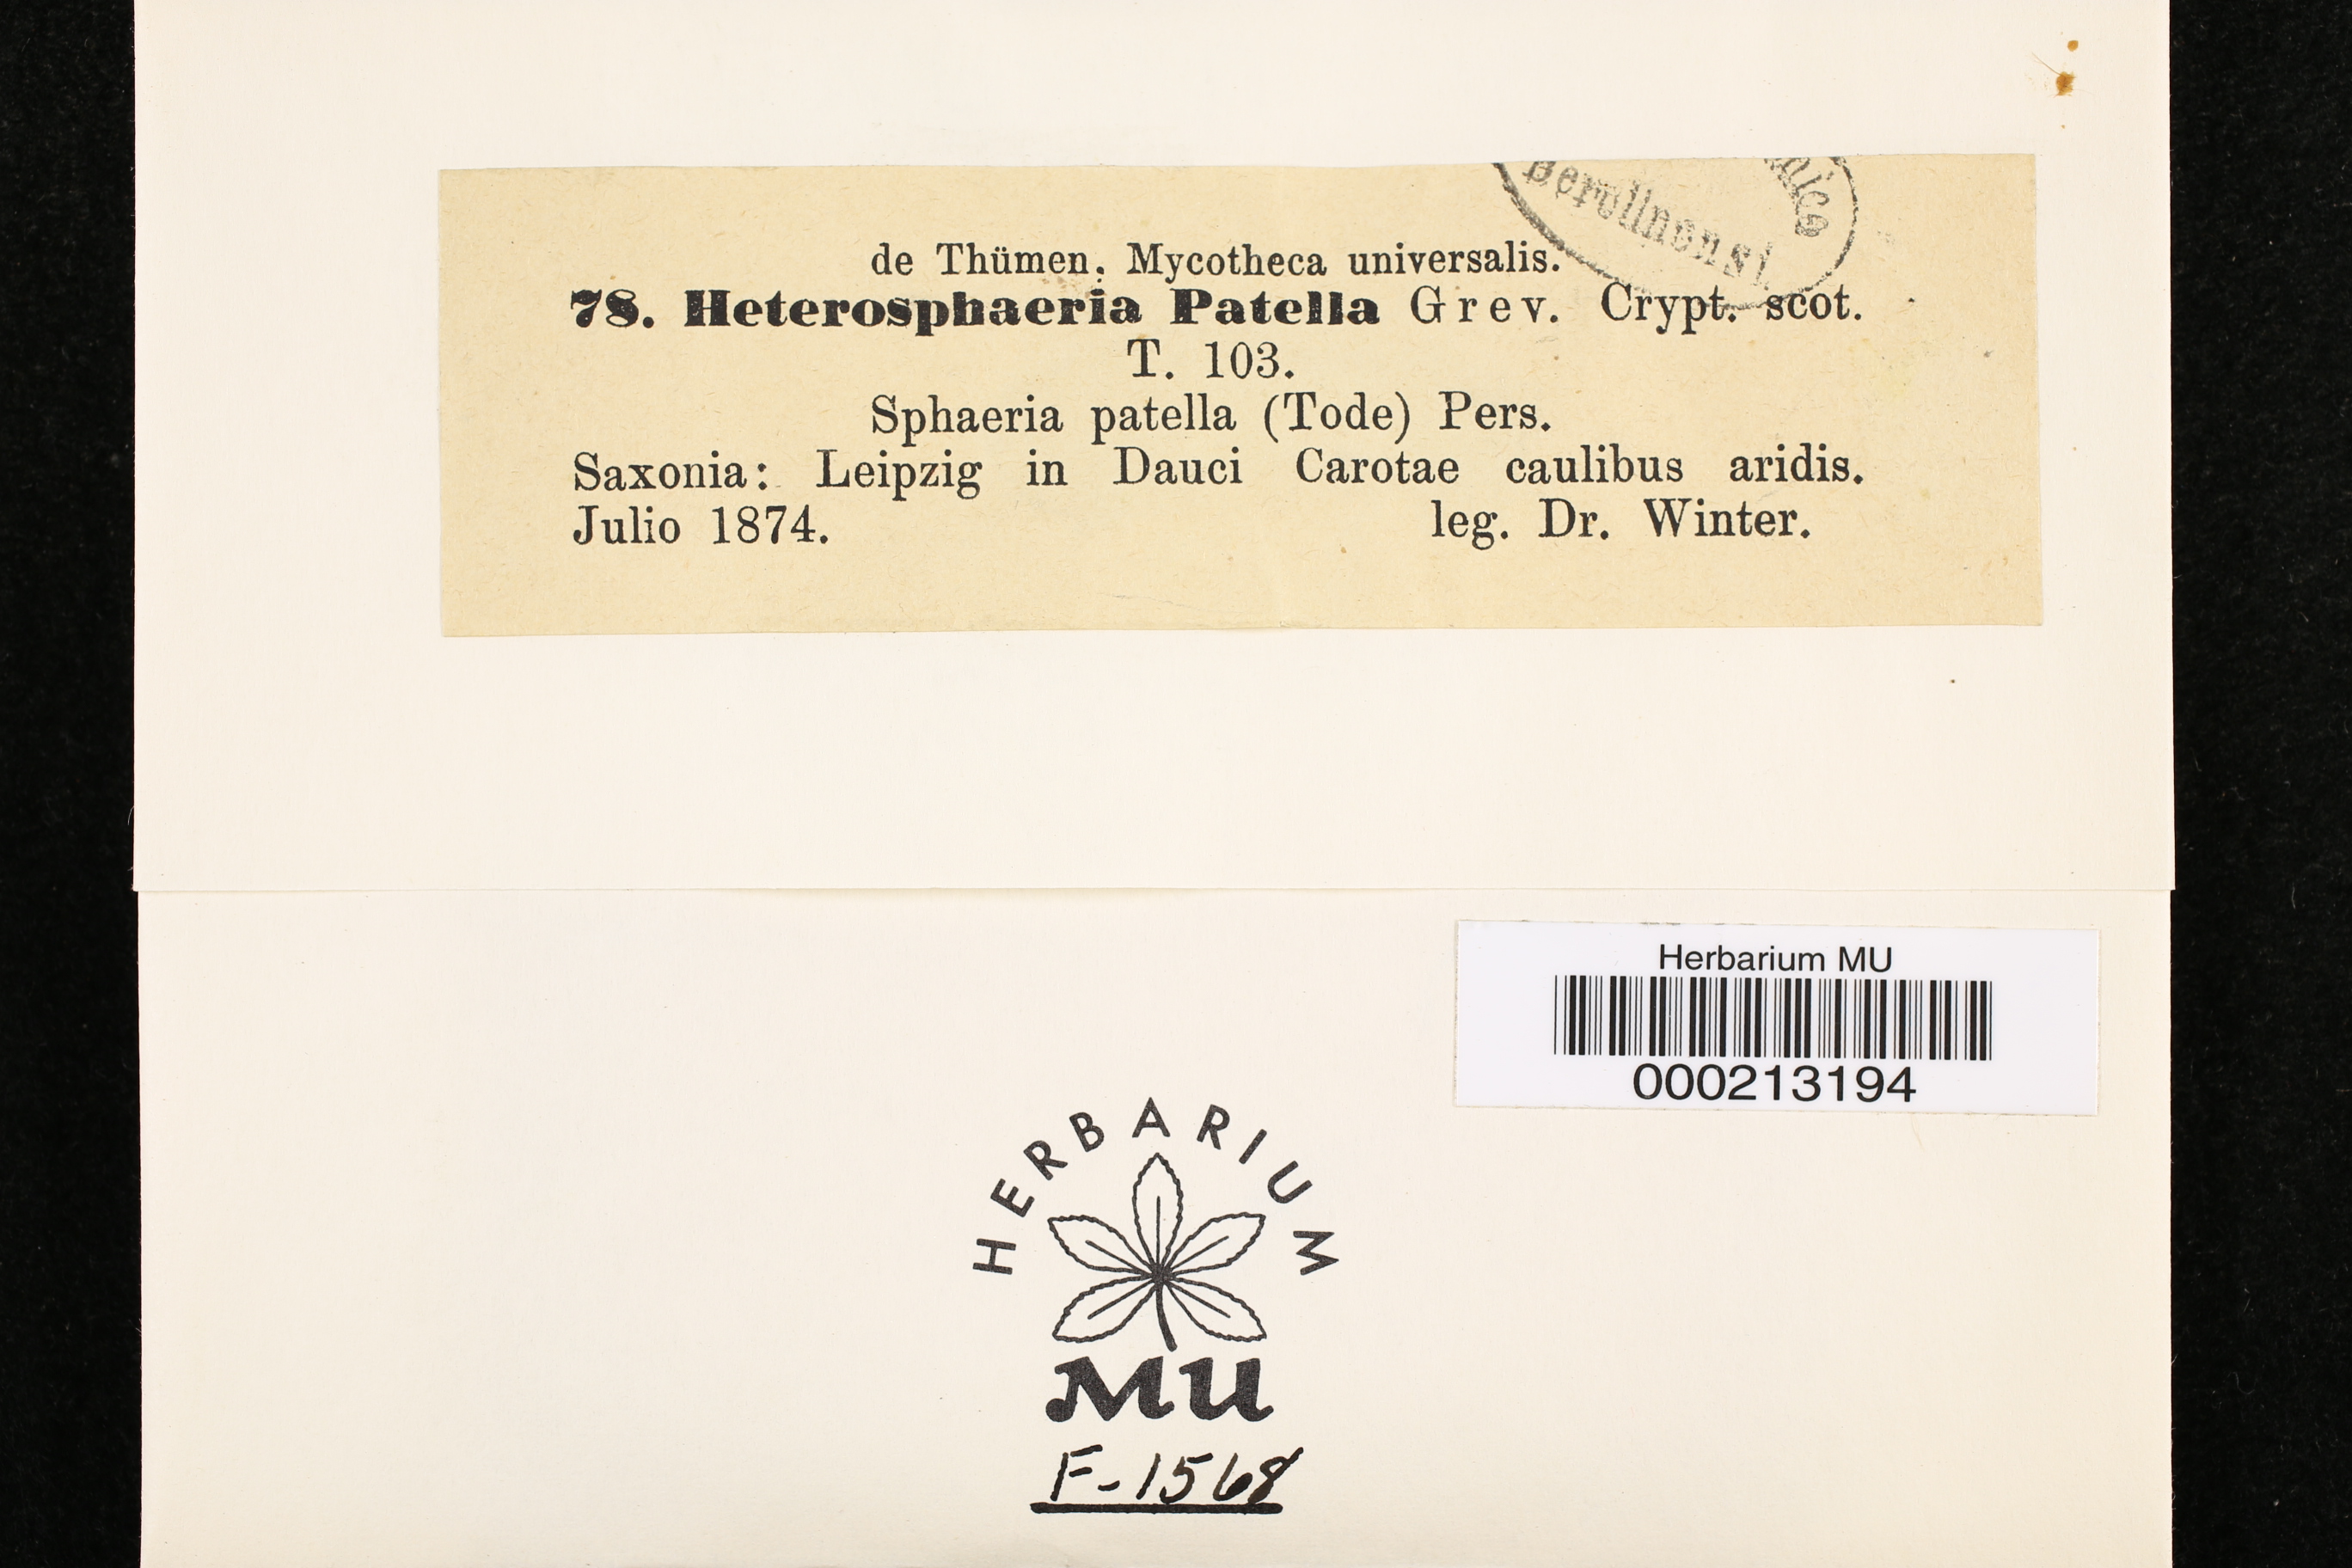 Berolinensi
de Thümen. Mycotheca universalis.
78. Heterosphaeria Patella Grev. Crypt. scot.
T. 103.
Sphaeria patella (Tode) Pers.
Saxonia: Leipzig in Dauci Carotae caulibus aridis.
Julio 1874. leg. Dr. Winter.
Herbarium MU
000213194
HERBARIUM
MU
F-1568